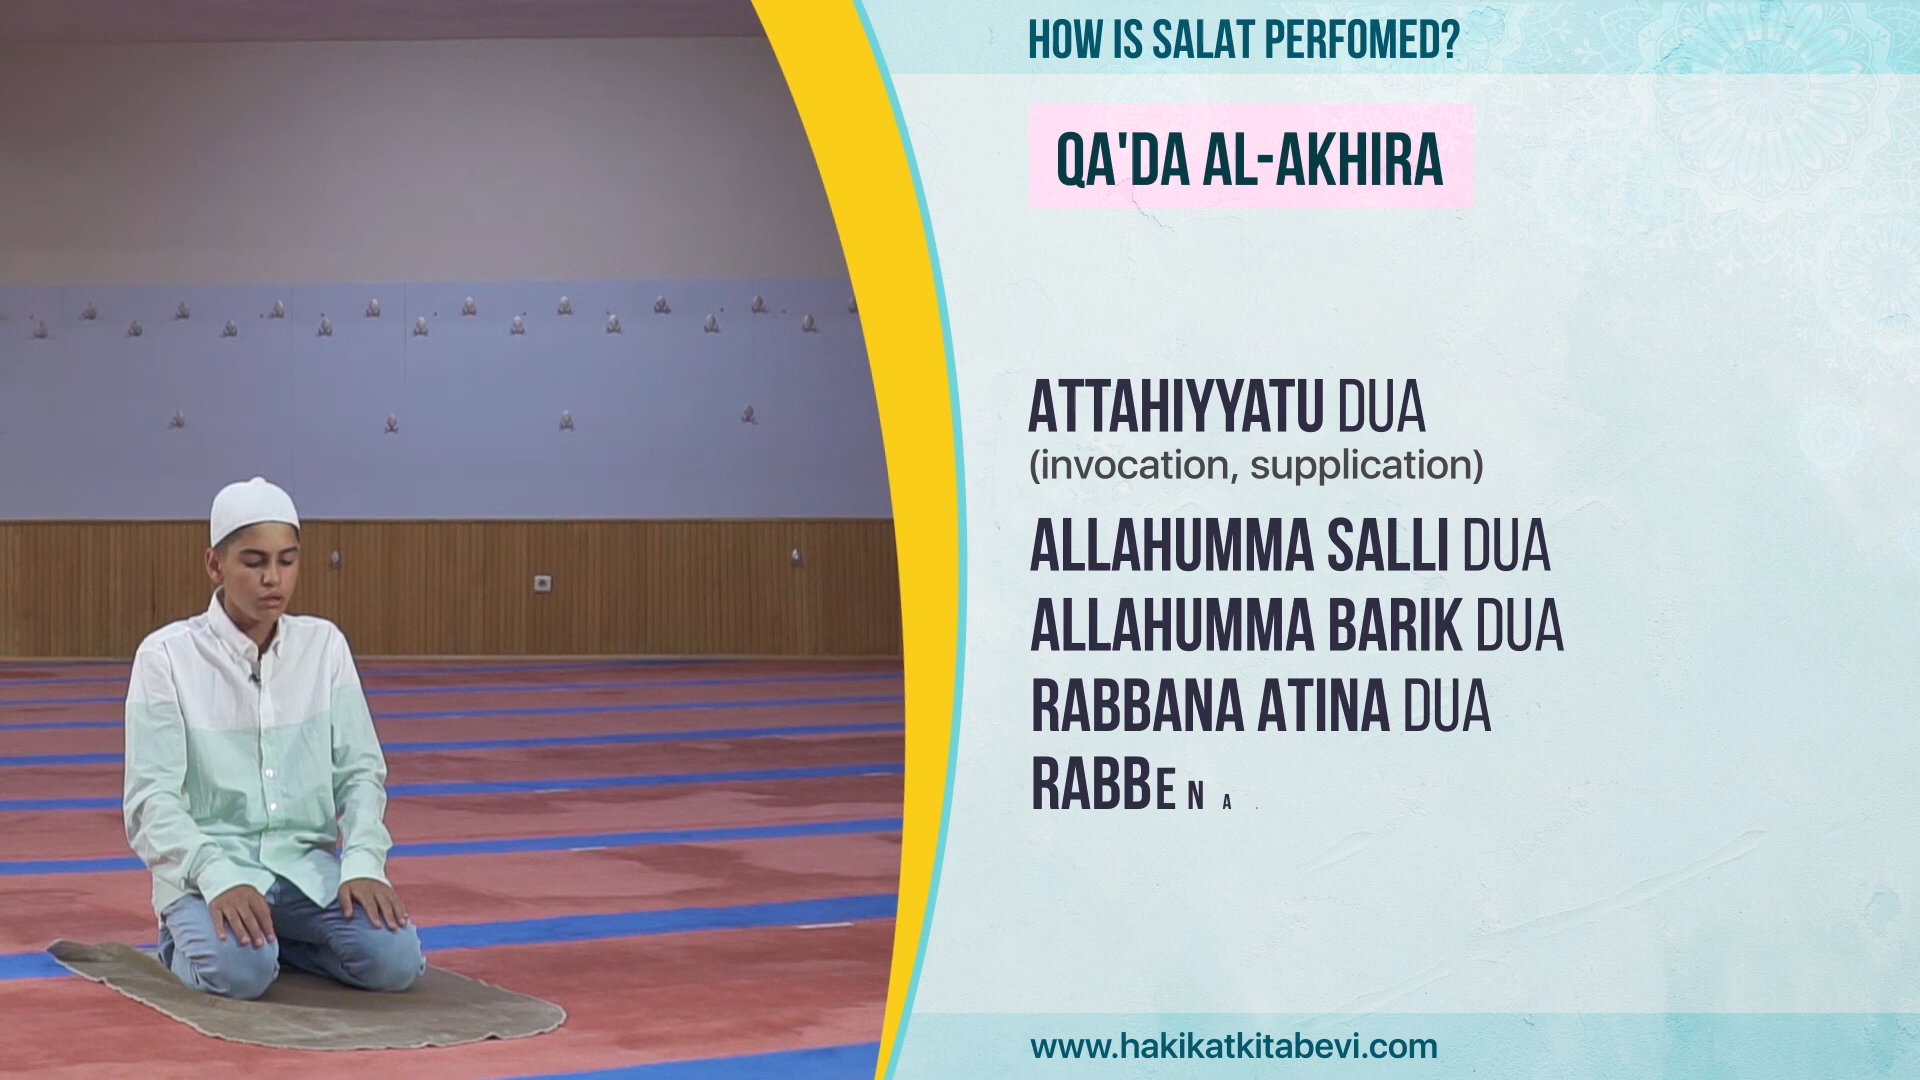 HOW IS SALAT PERFOMED?
QA'DA AL-AKHIRA
ATTAHIYYATU DUA
(invocation, supplication)
ALLAHUMMA SALLI DUA
ALLAHUMMA BARIK DUA
RABBANA ATINA DUA
RABBENA
www.hakikatkitabevi.com